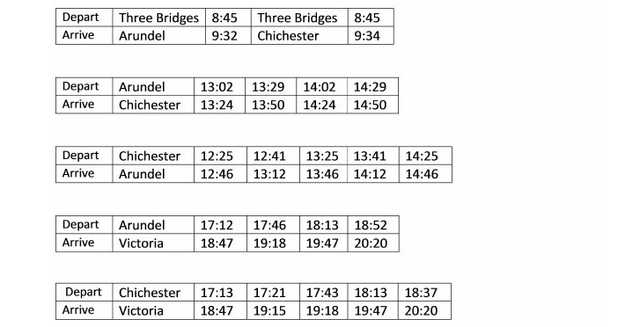 Depart Three Bridges 8:45 Three Bridges 8:45
Arrive Arundel 9:32 Chichester 9:34
Depart Arundel 13:02 13:29 14:02 14:29
Arrive Chichester 13:24 13:50 14:24 14:50
Depart Chichester 12:25 12:41 13:25 13:41 14:25
Arrive Arundel 12:46 13:12 13:46 14:12 14:46
Depart Arundel 17:12 17:46 18:13 18:52
Arrive Victoria 18:47 19:18 19:47 20:20
Depart Chichester 17:13 17:21 17:43 18:13 18:37
Arrive Victoria 18:47 19:15 19:18 19:47 20:20